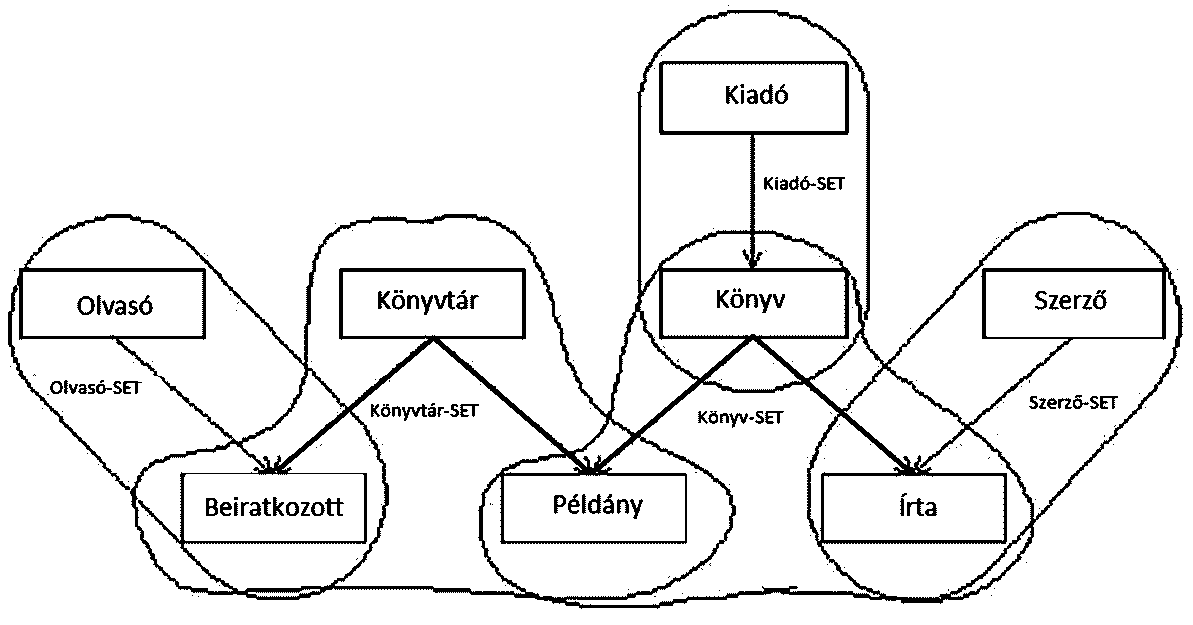 Kiadó
Kiadó-SET
Olvasó
Könyvtár
Könyv
Szerző
Olvasó-SET
Könyvtár-SET
Könyv-SET
Szerző-SET
Beiratkozott
Példány
Írta